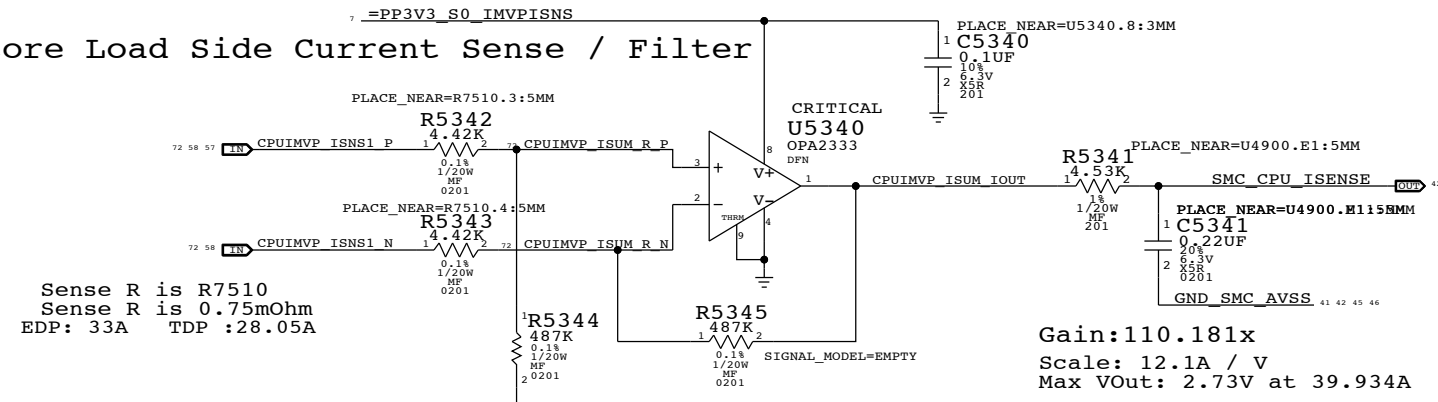 7 =PP3V3_S0_IMVPISNS
ore Load Side Current Sense / Filter
PLACE_NEAR=U5340.8:3MM
1 C5340
0.1UF
10%
6.3V
2 X5R
201
PLACE_NEAR=R7510.3:5MM
R5342
4.42K
72 58 57 IN CPUIMVP_ISNS1_P 1 2 72 CPUIMVP_ISUM_R_P
0.1%
1/20W
MF
0201
CRITICAL
U5340
OPA2333
DFN
8
3 + V+
1 CPUIMVP_ISUM_IOUT
2 - V-
THRM
9 4
PLACE_NEAR=U4900.E1:5MM
R5341
4.53K
1 2 SMC_CPU_ISENSE OUT
1%
1/20W
MF
201
1 C5341
0.22UF
20%
6.3V
2 X5R
0201
GND_SMC_AVSS 41 42 45 46
PLACE_NEAR=R7510.4:5MM
R5343
4.42K
72 58 IN CPUIMVP_ISNS1_N 1 2 72 CPUIMVP_ISUM_R_N
0.1%
1/20W
MF
0201
Sense R is R7510
Sense R is 0.75mOhm
EDP: 33A TDP :28.05A
1 R5344
487K
0.1%
1/20W
MF
2 0201
R5345
487K
1 2
0.1%
1/20W
MF
0201
SIGNAL_MODEL=EMPTY
Gain:110.181x
Scale: 12.1A / V
Max VOut: 2.73V at 39.934A